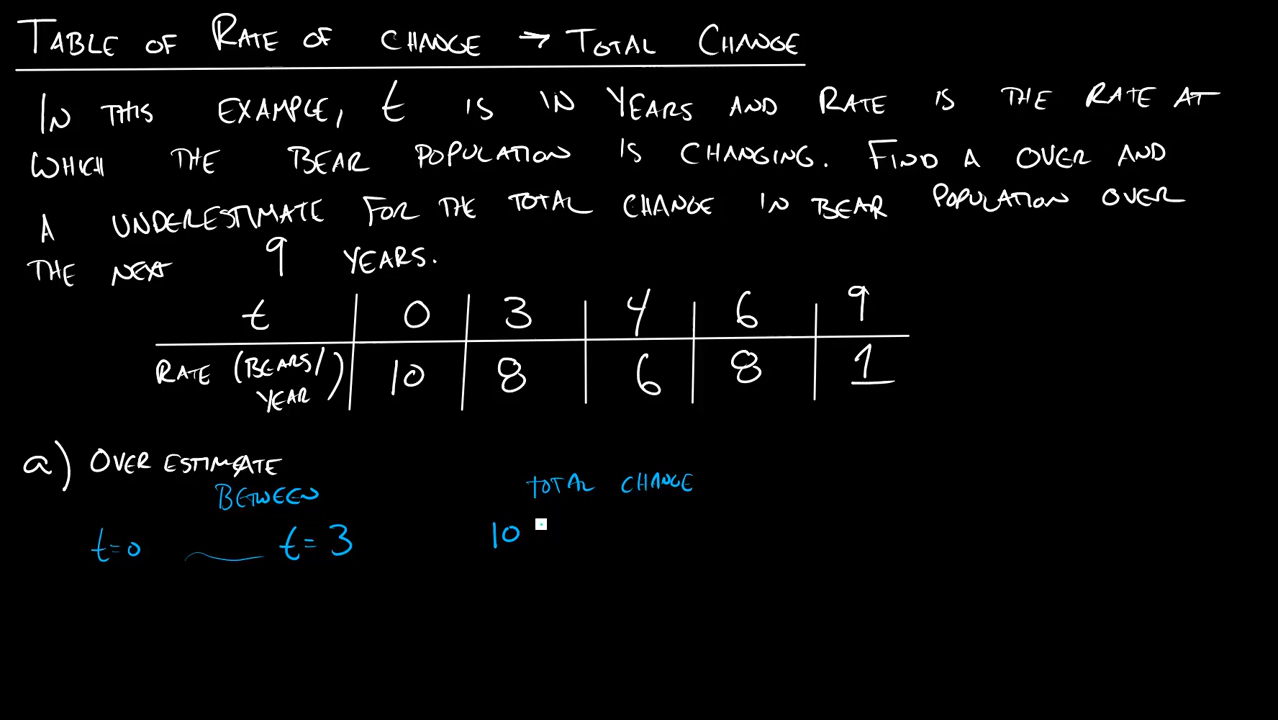 TABLE OF RATE OF CHANGE → TOTAL CHANGE
IN THIS EXAMPLE, t IS IN YEARS AND RATE IS THE RATE AT
WHICH THE BEAR POPULATION IS CHANGING. FIND A OVER AND
A UNDERESTIMATE FOR THE TOTAL CHANGE IN BEAR POPULATION OVER
THE NEXT 9 YEARS.
t 0 3 4 6 9
RATE (BEARS/YEAR) 10 8 6 8 1
a) OVER ESTIMATE
BETWEEN TOTAL CHANGE
t=0 t=3 10